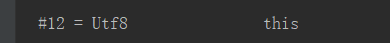 #12 = Utf8               this